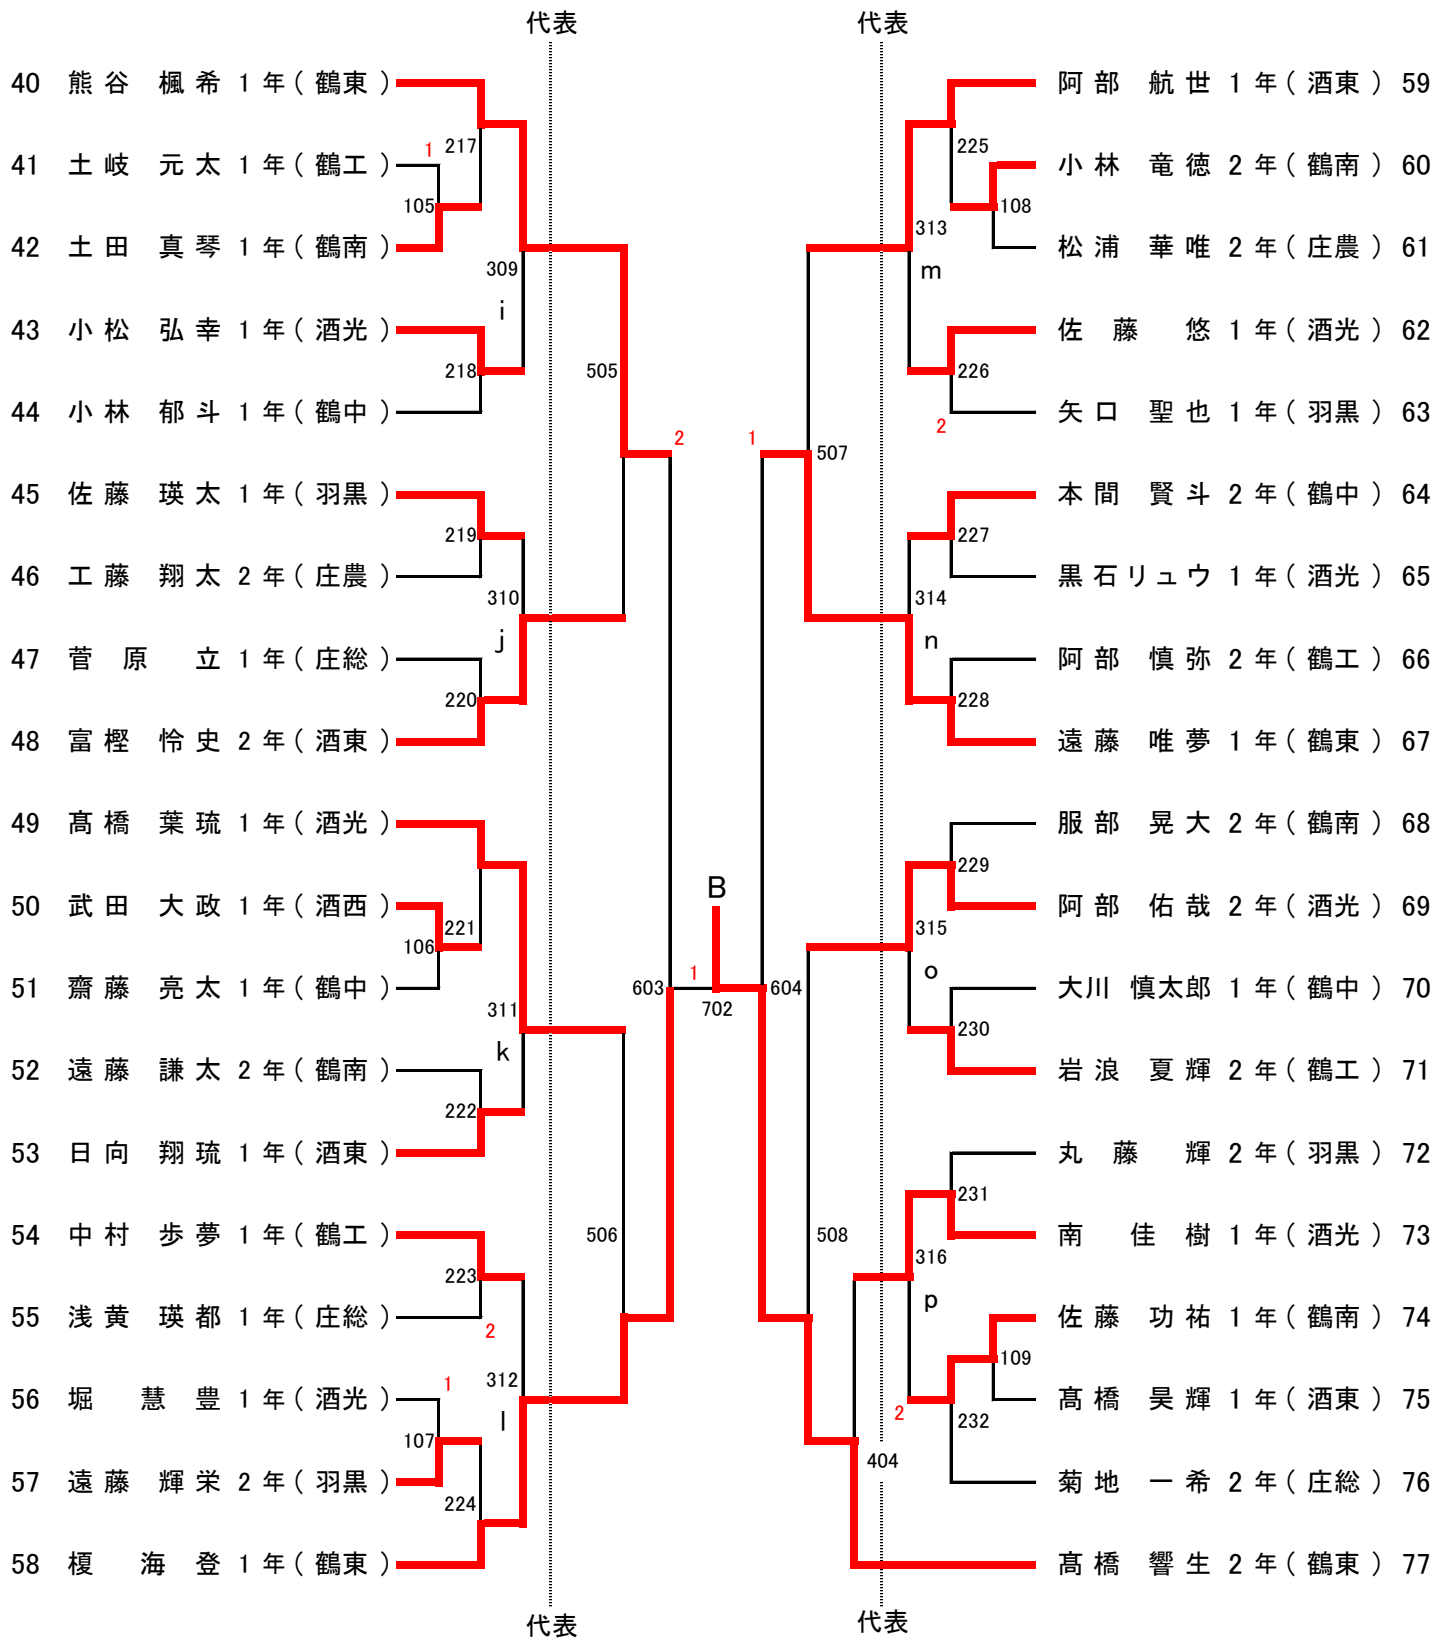 代表 代表
40 熊谷 楓希 1 年 ( 鶴東 ) 阿部 航世 1 年 ( 酒東 ) 59
217 225
1
41 土岐 元太 1 年 ( 鶴工 ) 小林 竜徳 2 年 ( 鶴南 ) 60
105 108
313
42 土田 真琴 1 年 ( 鶴南 ) 松浦 華唯 2 年 ( 庄農 ) 61
309 m
i
43 小松 弘幸 1 年 ( 酒光 ) 佐藤 悠 1 年 ( 酒光 ) 62
218 505 226
44 小林 郁斗 1 年 ( 鶴中 ) 矢口 聖也 1 年 ( 羽黒 ) 63
2 1 507 2
45 佐藤 瑛太 1 年 ( 羽黒 ) 本間 賢斗 2 年 ( 鶴中 ) 64
219 227
46 工藤 翔太 2 年 ( 庄農 ) 黒石リュウ 1 年 ( 酒光 ) 65
310 314
j n
47 菅原 立 1 年 ( 庄総 ) 阿部 慎弥 2 年 ( 鶴工 ) 66
220 228
48 富樫 怜史 2 年 ( 酒東 ) 遠藤 唯夢 1 年 ( 鶴東 ) 67
49 髙橋 葉琉 1 年 ( 酒光 ) 服部 晃大 2 年 ( 鶴南 ) 68
229
B
50 武田 大政 1 年 ( 酒西 ) 阿部 佑哉 2 年 ( 酒光 ) 69
221 315
106
1 o
51 齋藤 亮太 1 年 ( 鶴中 ) 603 604 大川 慎太郎 1 年 ( 鶴中 ) 70
311 702 230
k
52 遠藤 謙太 2 年 ( 鶴南 ) 岩浪 夏輝 2 年 ( 鶴工 ) 71
222
53 日向 翔琉 1 年 ( 酒東 ) 丸藤 輝 2 年 ( 羽黒 ) 72
231
54 中村 歩夢 1 年 ( 鶴工 ) 506 508 南 佳樹 1 年 ( 酒光 ) 73
223 316
p
55 浅黄 瑛都 1 年 ( 庄総 ) 佐藤 功祐 1 年 ( 鶴南 ) 74
2 109
1 312
56 堀 慧豊 1 年 ( 酒光 ) 髙橋 昊輝 1 年 ( 酒東 ) 75
l 2 232
107 404
57 遠藤 輝栄 2 年 ( 羽黒 ) 菊地 一希 2 年 ( 庄総 ) 76
224
58 榎 海登 1 年 ( 鶴東 ) 髙橋 響生 2 年 ( 鶴東 ) 77
代表 代表